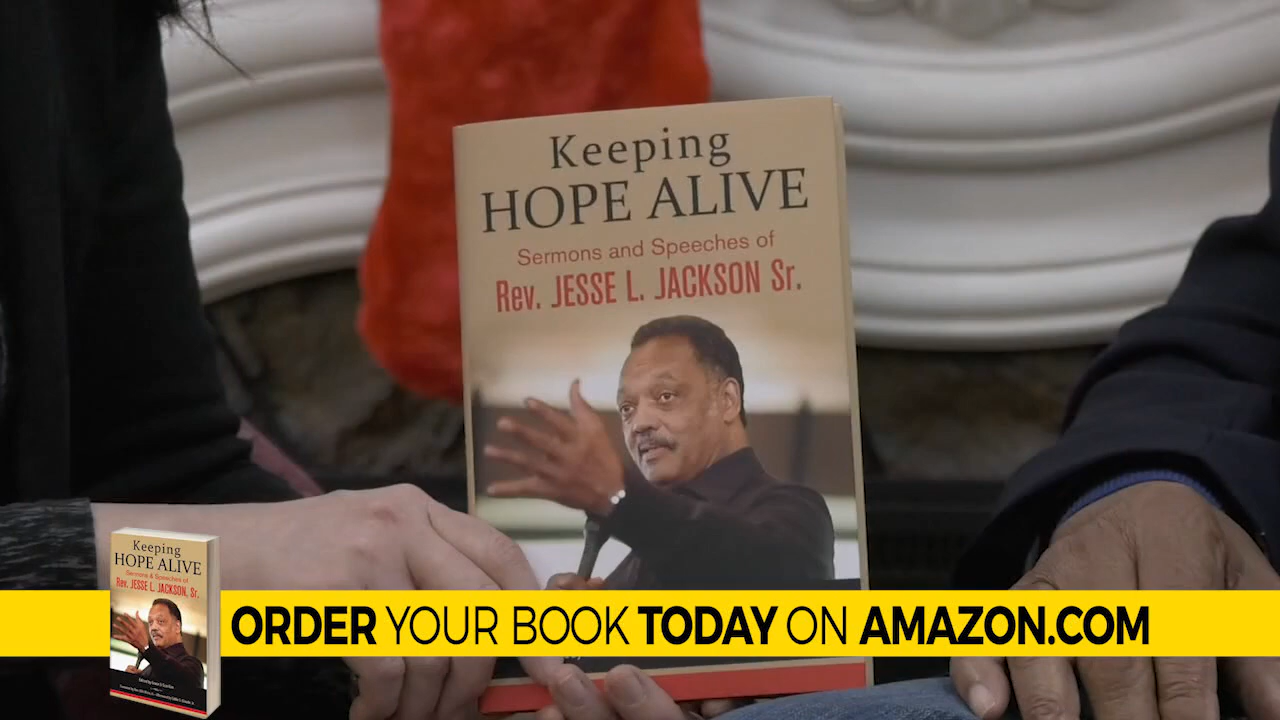 Keeping
HOPE ALIVE
Sermons and Speeches of
Rev. JESSE L. JACKSON Sr.
Keeping
HOPE ALIVE
Sermons & Speeches of
Rev. JESSE L. JACKSON, Sr.
ORDER YOUR BOOK TODAY ON AMAZON.COM